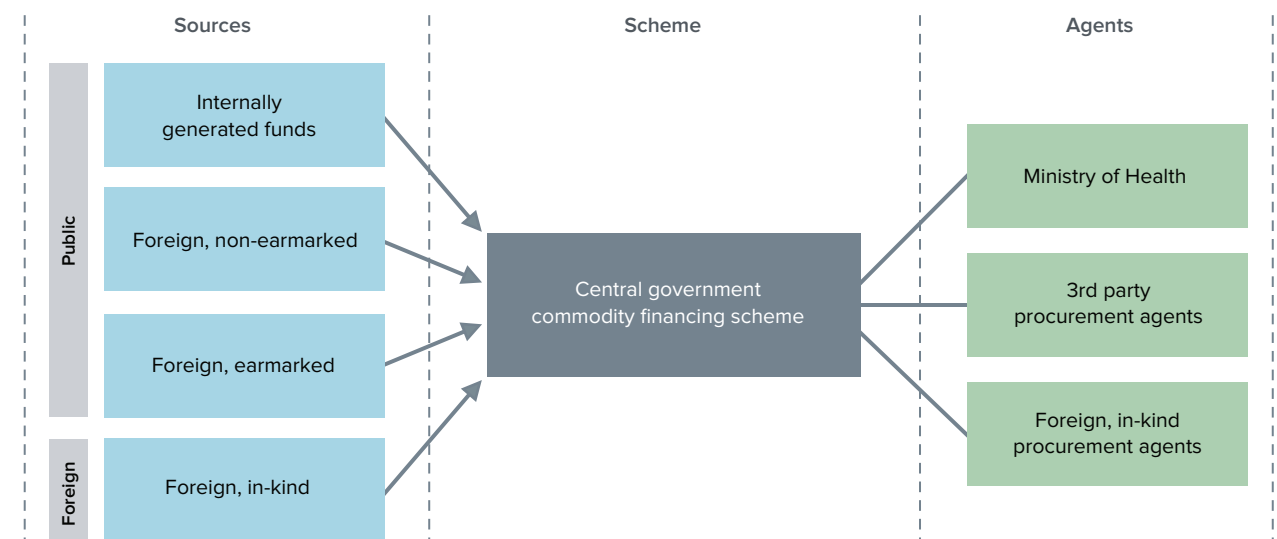 Sources
Scheme
Agents
Public
Internally
generated funds
Foreign, non-earmarked
Foreign, earmarked
Foreign
Foreign, in-kind
Central government
commodity financing scheme
Ministry of Health
3rd party
procurement agents
Foreign, in-kind
procurement agents